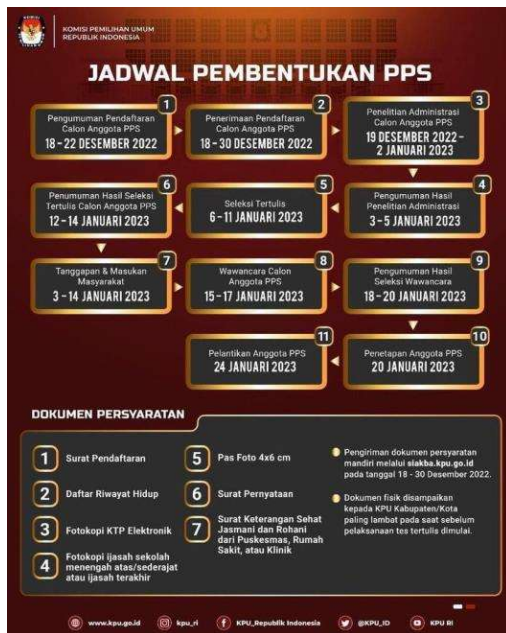 KOMISI PEMILIHAN UMUM
REPUBLIK INDONESIA
JADWAL PEMBENTUKAN PPS
1
Pengumuman Pendaftaran
Calon Anggota PPS
18 - 22 DESEMBER 2022
2
Penerimaan Pendaftaran
Calon Anggota PPS
18 - 30 DESEMBER 2022
3
Penelitian Administrasi
Calon Anggota PPS
19 DESEMBER 2022 -
2 JANUARI 2023
4
Pengumuman Hasil
Penelitian Administrasi
3 - 5 JANUARI 2023
5
Seleksi Tertulis
6 - 11 JANUARI 2023
6
Penumuman Hasil Seleksi
Tertulis Calon Anggota PPS
12 - 14 JANUARI 2023
7
Tanggapan & Masukan
Masyarakat
3 - 14 JANUARI 2023
8
Wawancara Calon
Anggota PPS
15 - 17 JANUARI 2023
9
Pengumuman Hasil
Seleksi Wawancara
18 - 20 JANUARI 2023
10
Penetapan Anggota PPS
20 JANUARI 2023
11
Pelantikan Anggota PPS
24 JANUARI 2023
DOKUMEN PERSYARATAN
1 Surat Pendaftaran
2 Daftar Riwayat Hidup
3 Fotokopi KTP Elektronik
4 Fotokopi ijasah sekolah
menengah atas/sederajat
atau ijasah terakhir
5 Pas Foto 4x6 cm
6 Surat Pernyataan
7 Surat Keterangan Sehat
Jasmani dan Rohani
dari Puskesmas, Rumah
Sakit, atau Klinik
Pengiriman dokumen persyaratan
mandiri melalui siakba.kpu.go.id
pada tanggal 18 - 30 Desember 2022.
Dokumen fisik disampaikan
kepada KPU Kabupaten/Kota
paling lambat pada saat sebelum
pelaksanaan tes tertulis dimulai.
www.kpu.go.id kpu_ri KPU_Republik Indonesia @KPU_ID KPU RI